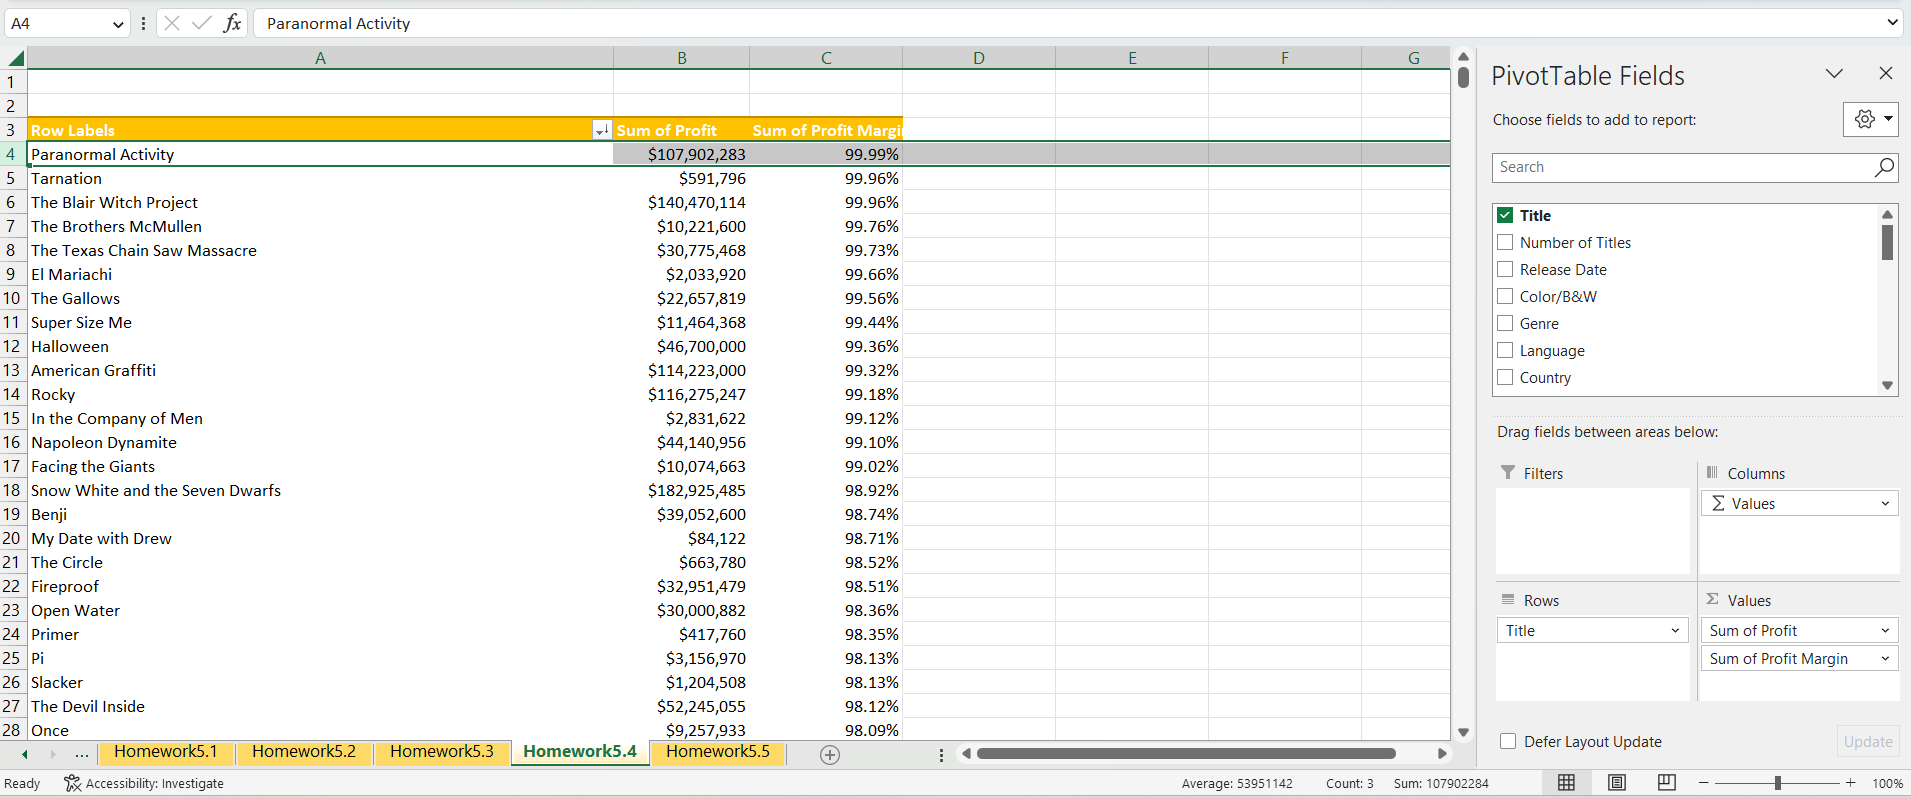 A4 fx Paranormal Activity
A B C D E F G
1
2
3 Row Labels Sum of Profit Sum of Profit Margi
4 Paranormal Activity $107,902,283 99.99%
5 Tarnation $591,796 99.96%
6 The Blair Witch Project $140,470,114 99.96%
7 The Brothers McMullen $10,221,600 99.76%
8 The Texas Chain Saw Massacre $30,775,468 99.73%
9 El Mariachi $2,033,920 99.66%
10 The Gallows $22,657,819 99.56%
11 Super Size Me $11,464,368 99.44%
12 Halloween $46,700,000 99.36%
13 American Graffiti $114,223,000 99.32%
14 Rocky $116,275,247 99.18%
15 In the Company of Men $2,831,622 99.12%
16 Napoleon Dynamite $44,140,956 99.10%
17 Facing the Giants $10,074,663 99.02%
18 Snow White and the Seven Dwarfs $182,925,485 98.92%
19 Benji $39,052,600 98.74%
20 My Date with Drew $84,122 98.71%
21 The Circle $663,780 98.52%
22 Fireproof $32,951,479 98.51%
23 Open Water $30,000,882 98.36%
24 Primer $417,760 98.35%
25 Pi $3,156,970 98.13%
26 Slacker $1,204,508 98.13%
27 The Devil Inside $52,245,055 98.12%
28 Once $9,257,933 98.09%
... Homework5.1 Homework5.2 Homework5.3 Homework5.4 Homework5.5
PivotTable Fields
Choose fields to add to report:
Search
Title
Number of Titles
Release Date
Color/B&W
Genre
Language
Country
Drag fields between areas below:
Filters
Columns
Σ Values
Rows
Title
Σ Values
Sum of Profit
Sum of Profit Margin
Defer Layout Update
Update
Ready Accessibility: Investigate Average: 53951142 Count: 3 Sum: 107902284 100%